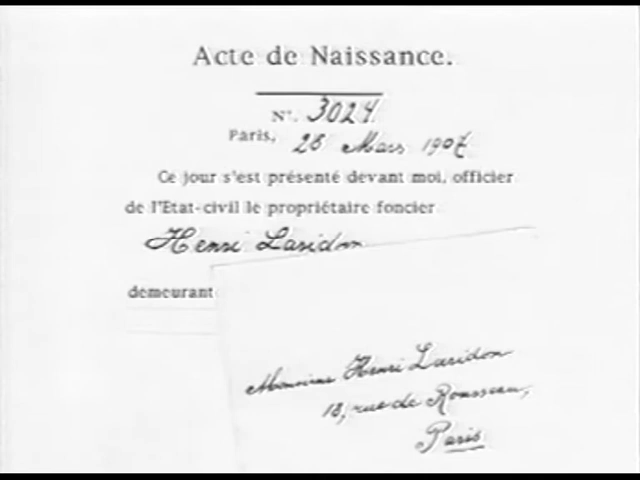 Acte de Naissance.
N°. 3024
Paris, 28 Mars 1907
Ce jour s'est présenté devant moi, officier
de l'Etat-civil le propriétaire foncier
Henri Laridon
demeurant
Monsieur Henri Laridon
18, rue de Rousseau,
Paris